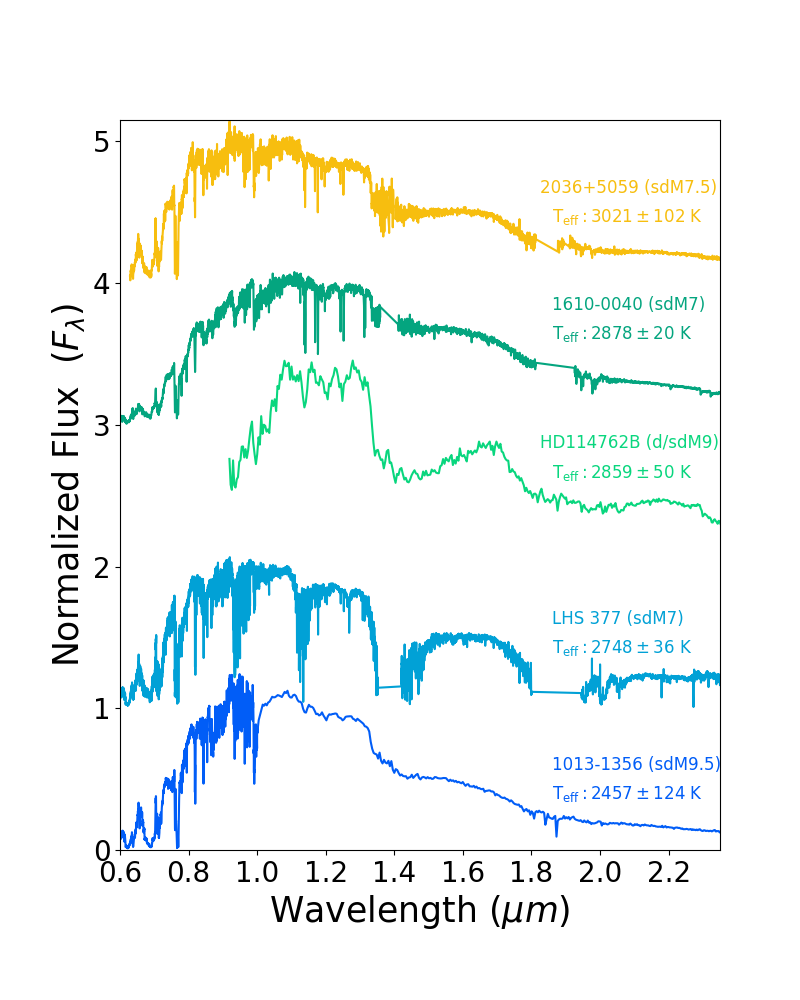 5
2036+5059 (sdM7.5)
Teff : 3021 ± 102 K
4
1610-0040 (sdM7)
Teff : 2878 ± 20 K
3
HD114762B (d/sdM9)
Teff : 2859 ± 50 K
2
LHS 377 (sdM7)
Teff : 2748 ± 36 K
1
1013-1356 (sdM9.5)
Teff : 2457 ± 124 K
0
Normalized Flux (Fλ)
0.6 0.8 1.0 1.2 1.4 1.6 1.8 2.0 2.2
Wavelength (μm)